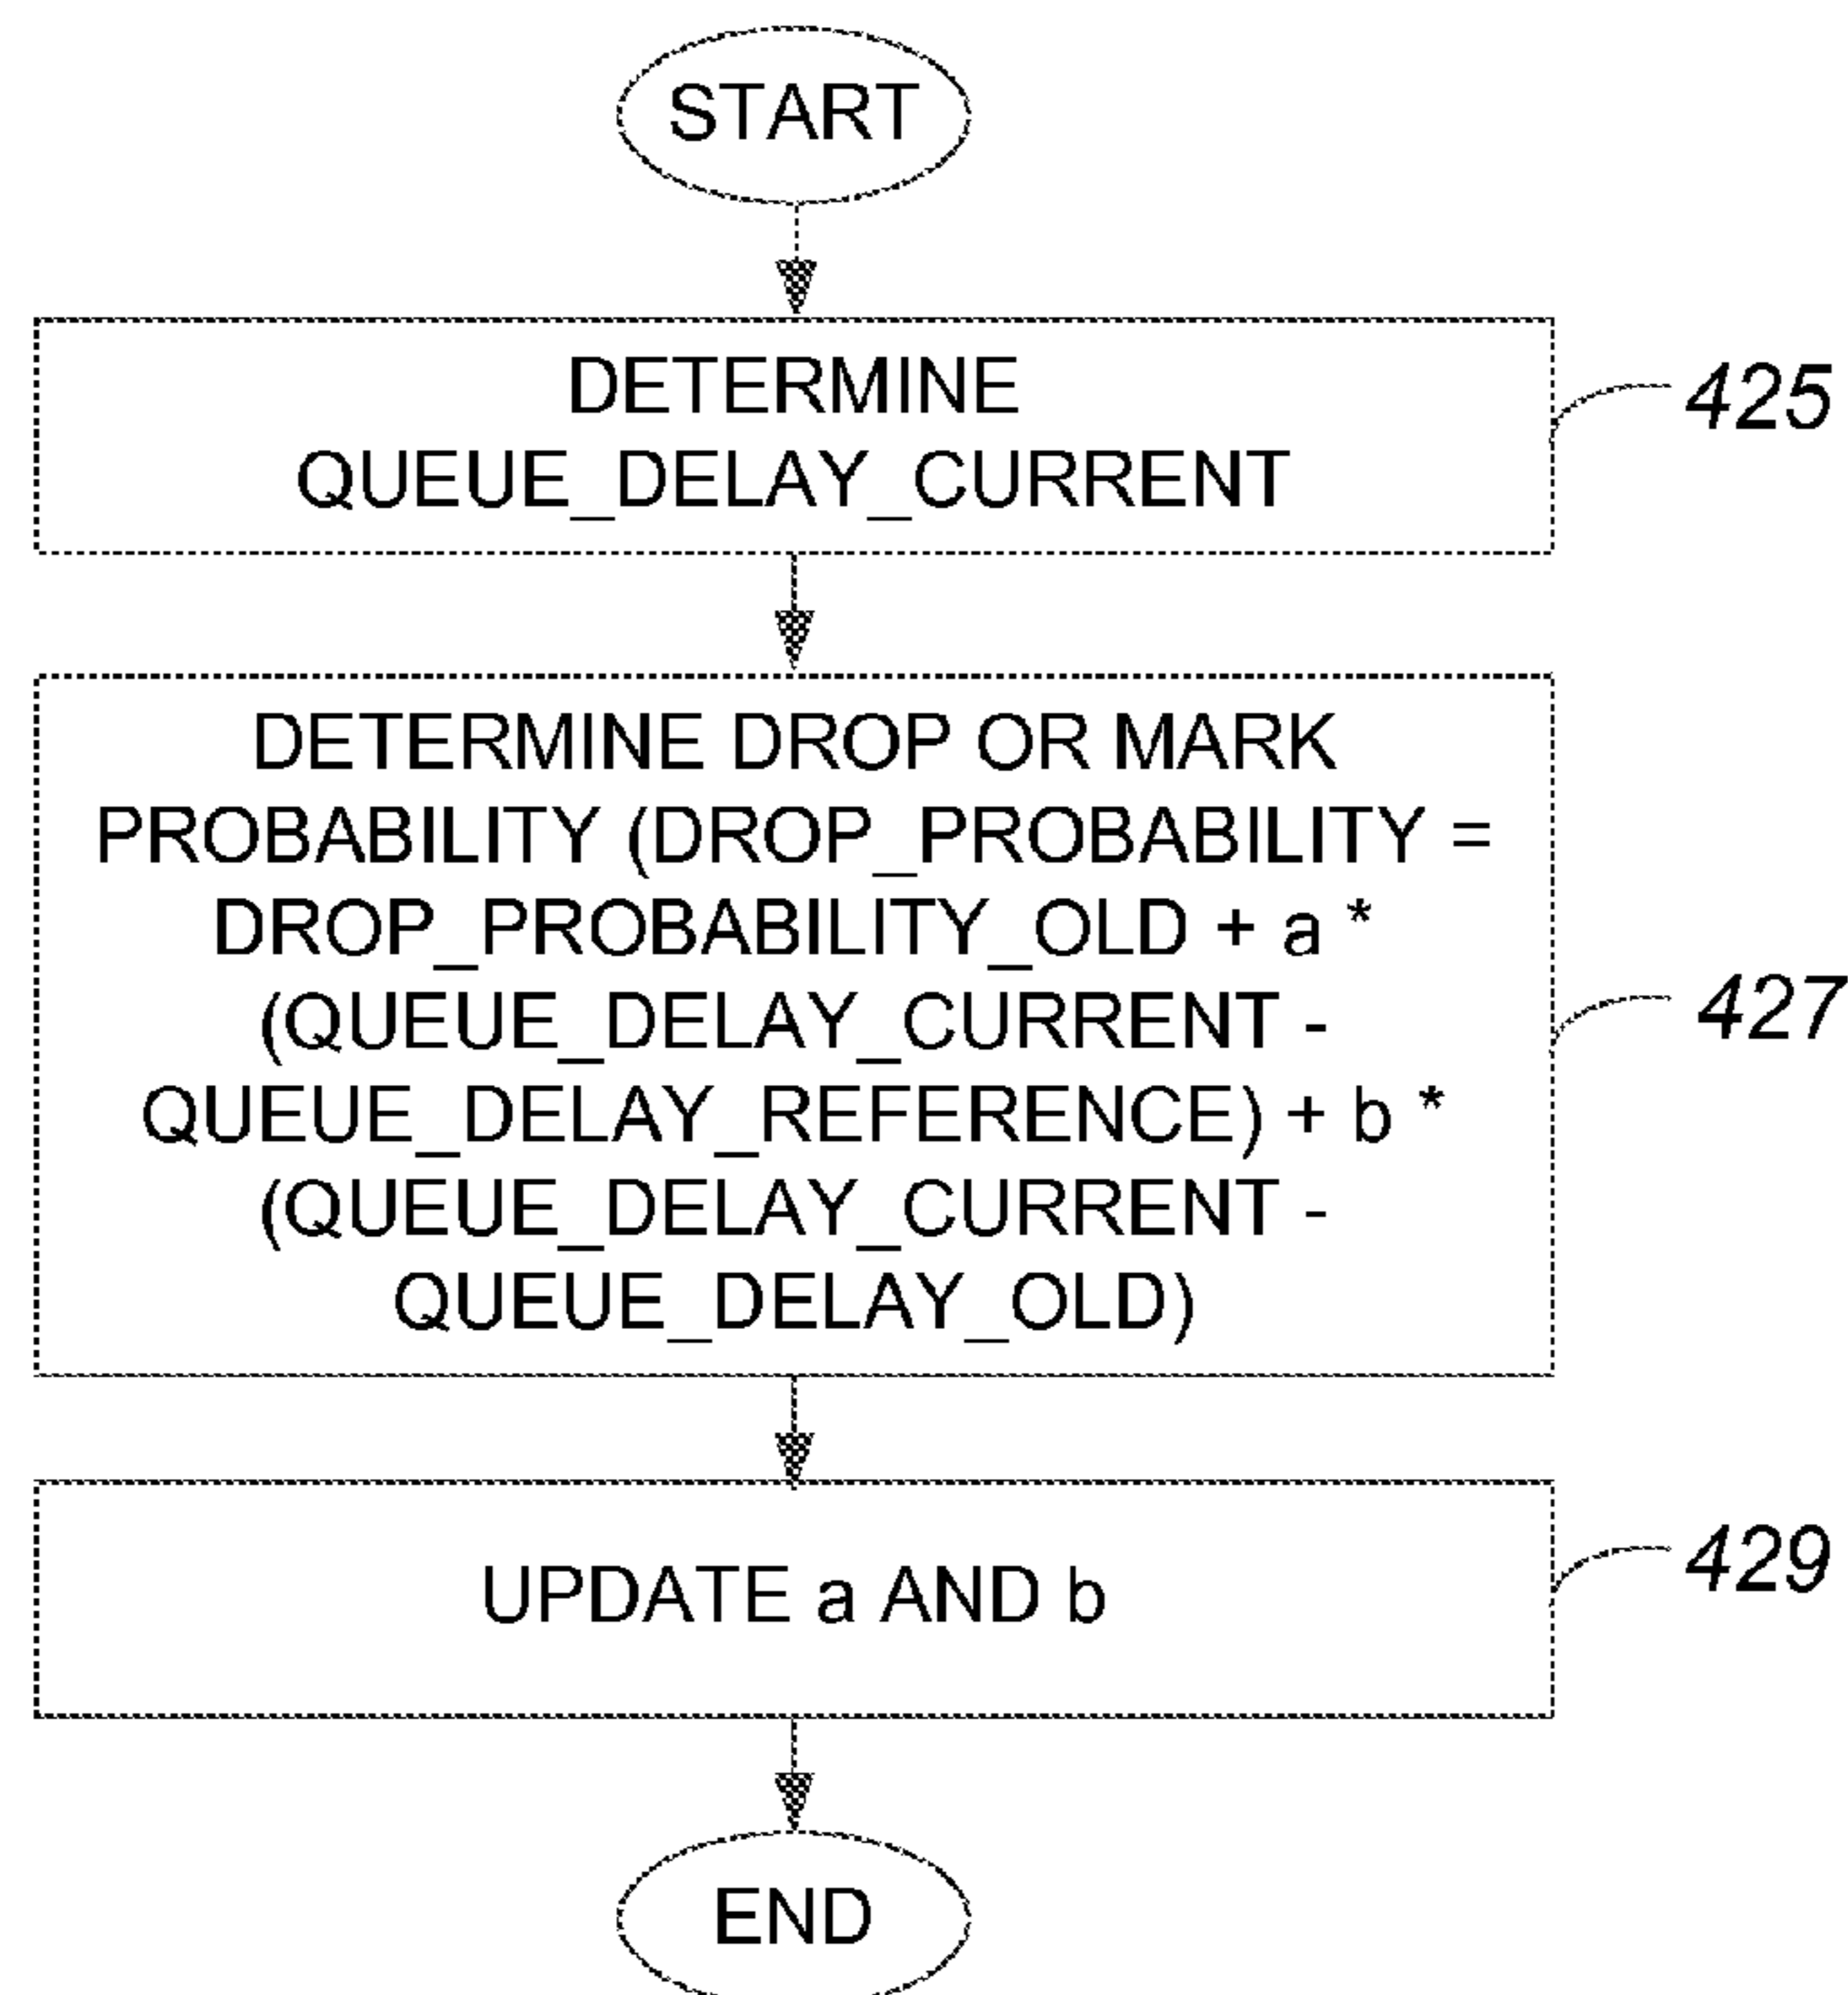 START
DETERMINE
QUEUE_DELAY_CURRENT
425
DETERMINE DROP OR MARK
PROBABILITY (DROP_PROBABILITY =
DROP_PROBABILITY_OLD + a *
(QUEUE_DELAY_CURRENT -
QUEUE_DELAY_REFERENCE) + b *
(QUEUE_DELAY_CURRENT -
QUEUE_DELAY_OLD)
427
UPDATE a AND b
429
END